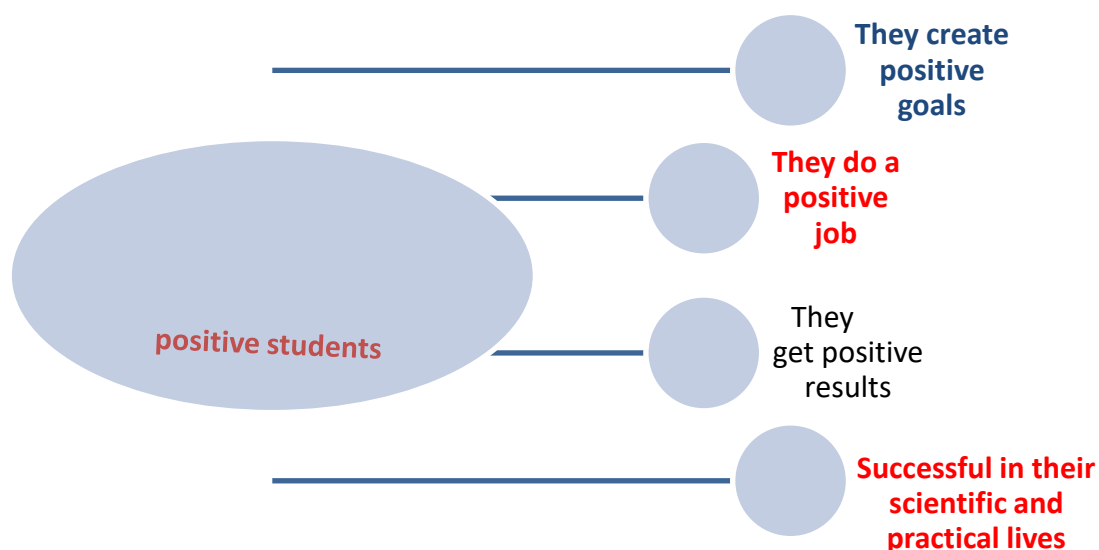 They create
positive
goals
They do a
positive
job
positive students
They
get positive
results
Successful in their
scientific and
practical lives